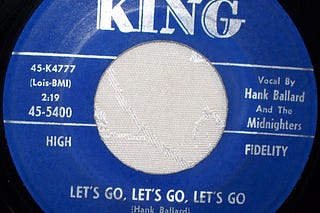 KING
45-K4777
(Lois-BMI)
2:19
45-5400
Vocal By
Hank Ballard
And The
Midnighters
HIGH
FIDELITY
LET'S GO, LET'S GO, LET'S GO
(Hank Ballard)